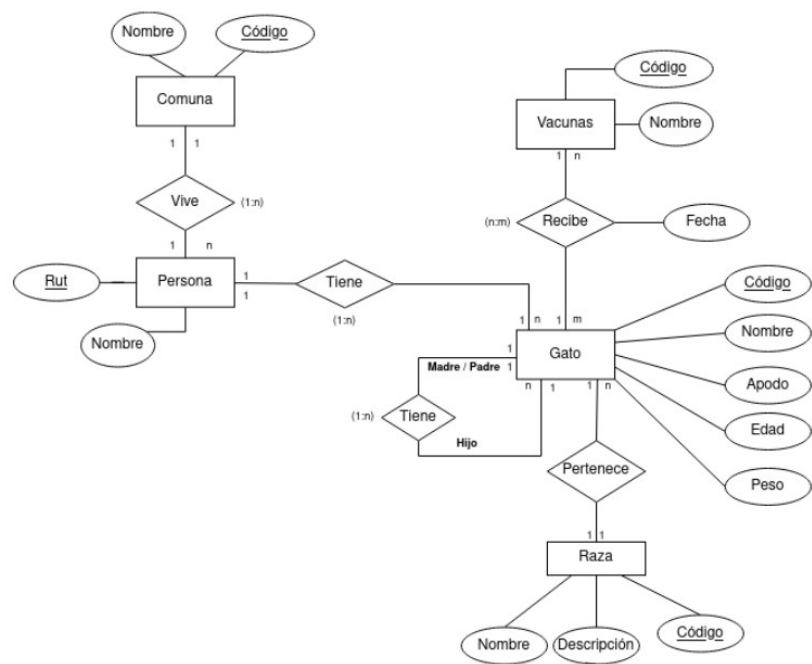 Nombre
Código
Comuna
1 1
Vive
(1:n)
1 n
Rut
Persona
1
1
Nombre
Tiene
(1:n)
Código
Vacunas
Nombre
1 n
(n:m)
Recibe
Fecha
1 n
1 m
Gato
Código
Nombre
Apodo
Edad
Peso
1
Madre / Padre
1
n
1
(1:n)
Tiene
Hijo
1 n
Pertenece
1 1
Raza
Nombre
Descripción
Código